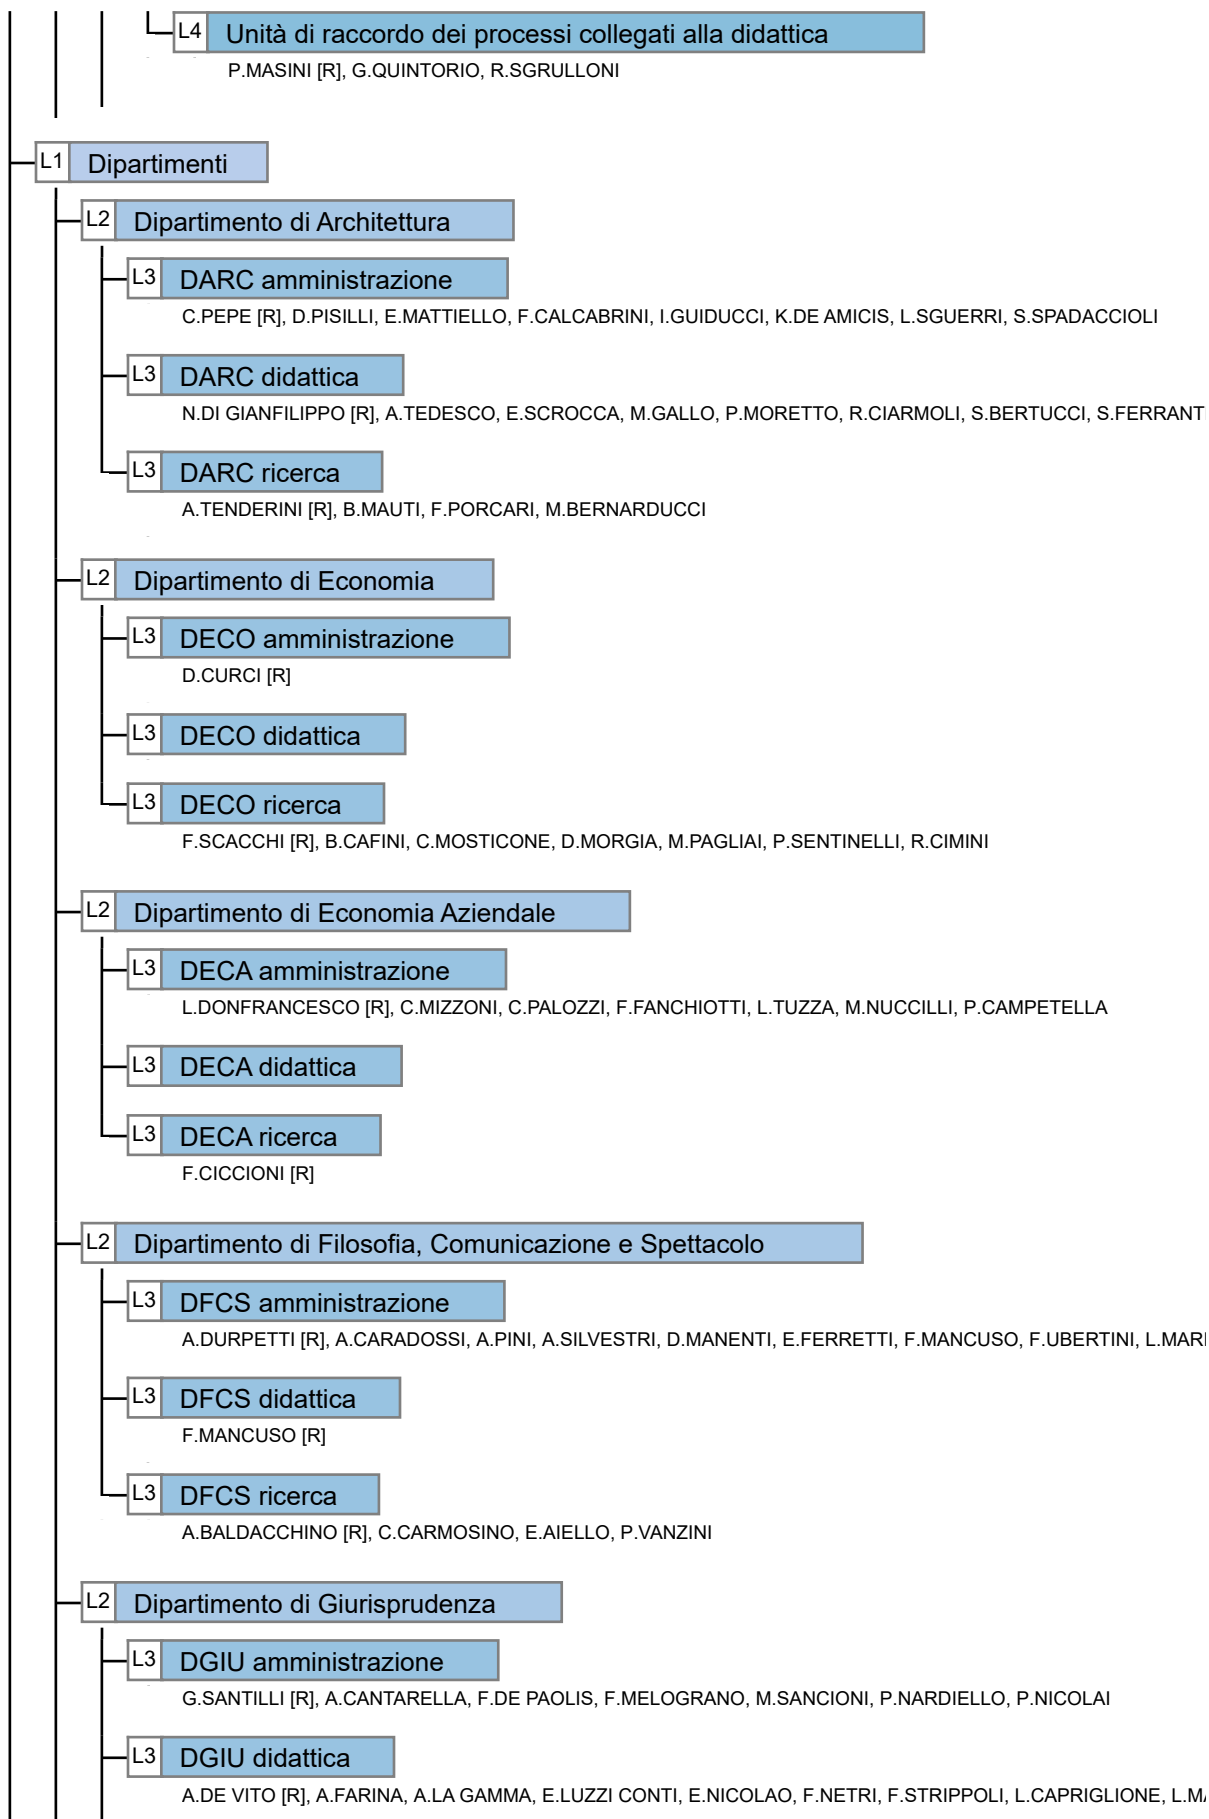 L4 Unità di raccordo dei processi collegati alla didattica
P.MASINI [R], G.QUINTORIO, R.SGRULLONI
L1 Dipartimenti
L2 Dipartimento di Architettura
L3 DARC amministrazione
C.PEPE [R], D.PISILLI, E.MATTIELLO, F.CALCABRINI, I.GUIDUCCI, K.DE AMICIS, L.SGUERRI, S.SPADACCIOLI
L3 DARC didattica
N.DI GIANFILIPPO [R], A.TEDESCO, E.SCROCCA, M.GALLO, P.MORETTO, R.CIARMOLI, S.BERTUCCI, S.FERRANT
L3 DARC ricerca
A.TENDERINI [R], B.MAUTI, F.PORCARI, M.BERNARDUCCI
L2 Dipartimento di Economia
L3 DECO amministrazione
D.CURCI [R]
L3 DECO didattica
L3 DECO ricerca
F.SCACCHI [R], B.CAFINI, C.MOSTICONE, D.MORGIA, M.PAGLIAI, P.SENTINELLI, R.CIMINI
L2 Dipartimento di Economia Aziendale
L3 DECA amministrazione
L.DONFRANCESCO [R], C.MIZZONI, C.PALOZZI, F.FANCHIOTTI, L.TUZZA, M.NUCCILLI, P.CAMPETELLA
L3 DECA didattica
L3 DECA ricerca
F.CICCIONI [R]
L2 Dipartimento di Filosofia, Comunicazione e Spettacolo
L3 DFCS amministrazione
A.DURPETTI [R], A.CARADOSSI, A.PINI, A.SILVESTRI, D.MANENTI, E.FERRETTI, F.MANCUSO, F.UBERTINI, L.MAR
L3 DFCS didattica
F.MANCUSO [R]
L3 DFCS ricerca
A.BALDACCHINO [R], C.CARMOSINO, E.AIELLO, P.VANZINI
L2 Dipartimento di Giurisprudenza
L3 DGIU amministrazione
G.SANTILLI [R], A.CANTARELLA, F.DE PAOLIS, F.MELOGRANO, M.SANCIONI, P.NARDIELLO, P.NICOLAI
L3 DGIU didattica
A.DE VITO [R], A.FARINA, A.LA GAMMA, E.LUZZI CONTI, E.NICOLAO, F.NETRI, F.STRIPPOLI, L.CAPRIGLIONE, L.MA